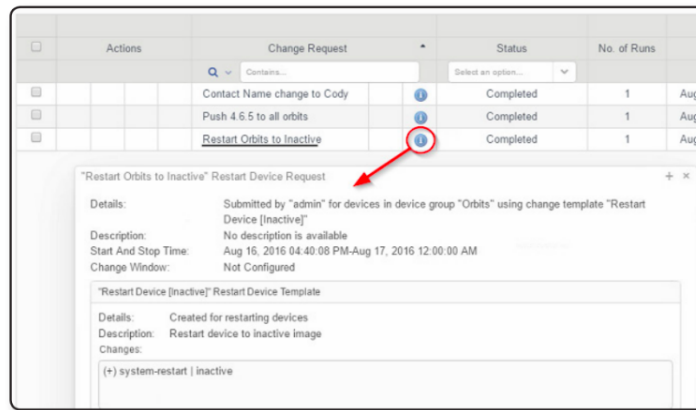 Actions Change Request Status No. of Runs
Contains... Select an option...
Contact Name change to Cody Completed 1 Aug
Push 4.6.5 to all orbits Completed 1 Aug
Restart Orbits to Inactive Completed 1 Aug
"Restart Orbits to Inactive" Restart Device Request
Details: Submitted by "admin" for devices in device group "Orbits" using change template "Restart
Device [Inactive]"
Description: No description is available
Start And Stop Time: Aug 16, 2016 04:40:08 PM-Aug 17, 2016 12:00:00 AM
Change Window: Not Configured
"Restart Device [Inactive]" Restart Device Template
Details: Created for restarting devices
Description: Restart device to inactive image
Changes:
(+) system-restart | inactive